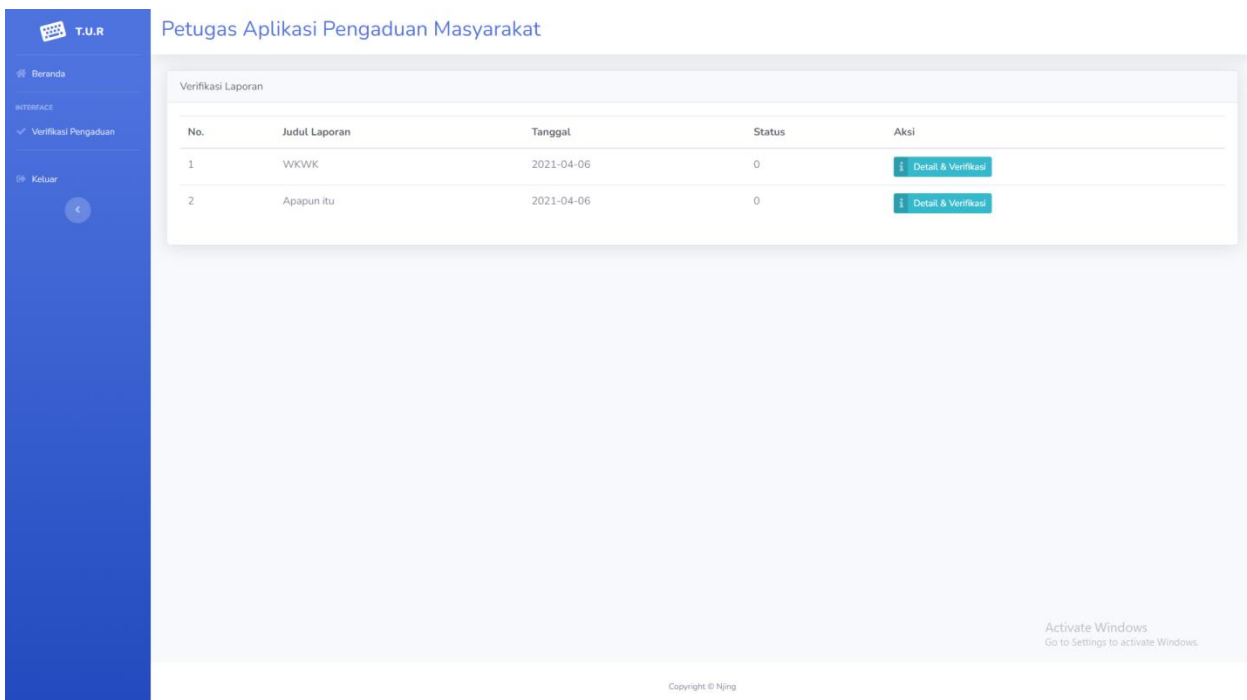 T.U.R
Petugas Aplikasi Pengaduan Masyarakat
Beranda
INTERFACE
Verifikasi Pengaduan
Keluar
Verifikasi Laporan
No. Judul Laporan Tanggal Status Aksi
1 WKWK 2021-04-06 0 Detail & Verifikasi
2 Apapun itu 2021-04-06 0 Detail & Verifikasi
Activate Windows
Go to Settings to activate Windows.
Copyright © Njing